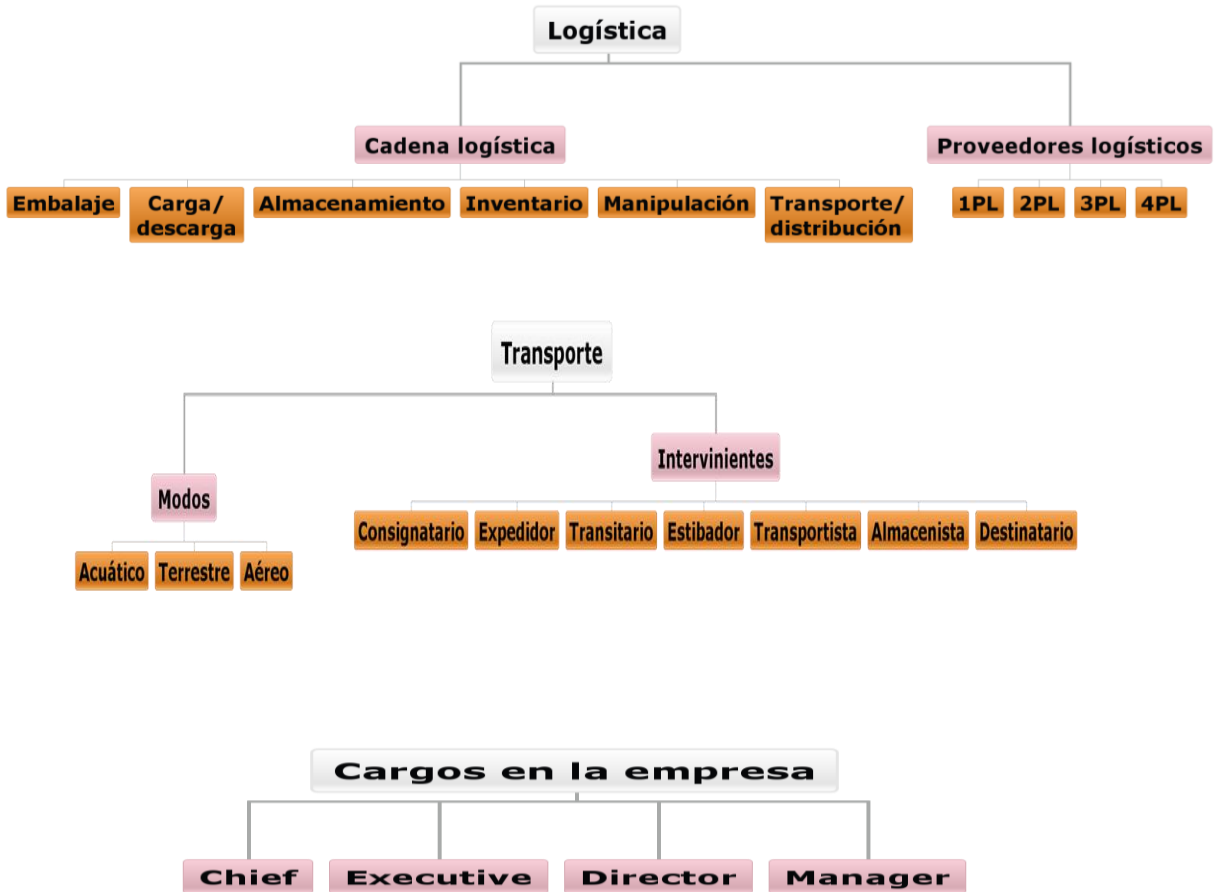 Logística
Cadena logística
Proveedores logísticos
Embalaje
Carga/
descarga
Almacenamiento
Inventario
Manipulación
Transporte/
distribución
1PL
2PL
3PL
4PL
Transporte
Intervinientes
Modos
Consignatario
Expedidor
Transitario
Estibador
Transportista
Almacenista
Destinatario
Acuático
Terrestre
Aéreo
Cargos en la empresa
Chief
Executive
Director
Manager